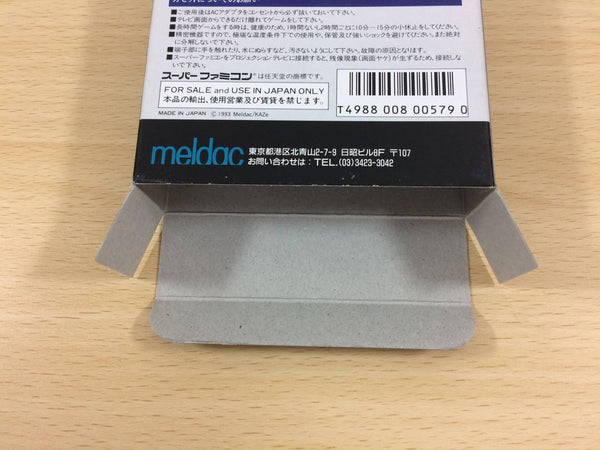 カセットについてのお願い
■ご使用後はACアダプタをコンセントから必ず抜いておいて下さい。
■テレビ画面からできるだけ離れてゲームをして下さい。
■長時間ゲームをする時は、健康のため、1時間ないし2時間ごとに10分〜15分の小休止をしてください。
■精密機器ですので、極端な温度条件下での使用や、保管及び強いショックを避けてください。また絶対に分解しないで下さい。
■端子部に手を触れたり、水にぬらすなど、汚さないようにして下さい。故障の原因となります。
■スーパーファミコンをプロジェクションテレビに接続すると、残像現象(画面ヤケ)が生ずるため、接続しないで下さい。
スーパーファミコンは任天堂の商標です。
FOR SALE and USE IN JAPAN ONLY
本品の輸出、使用営業及び賃貸を禁じます。
MADE IN JAPAN ©1993 Meldac/KAZe
T4988 008 00579 0
meldac 東京都港区北青山2-7-9 日昭ビル8F 〒107
お問い合わせは:TEL.(03)3423-3042